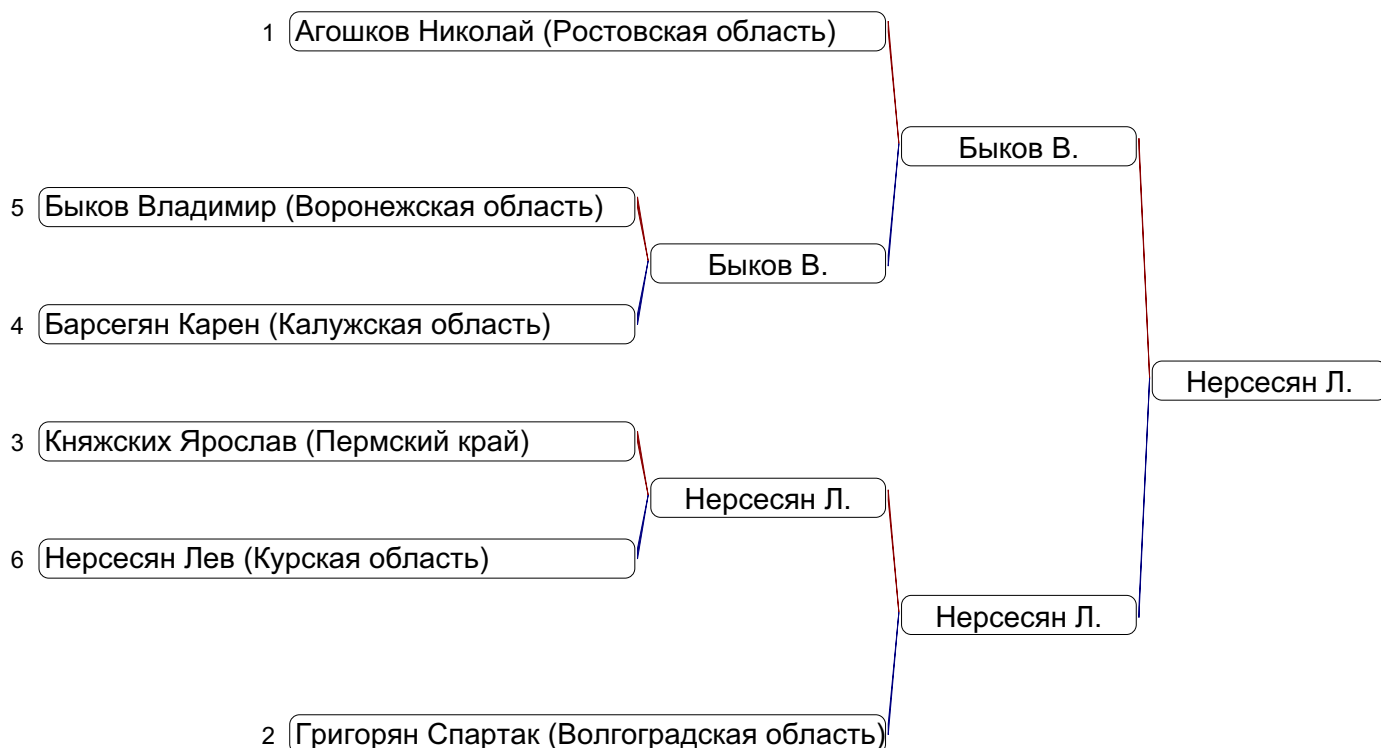 1 Агошков Николай (Ростовская область)
Быков В.
5 Быков Владимир (Воронежская область)
Быков В.
4 Барсегян Карен (Калужская область)
Нерсесян Л.
3 Княжских Ярослав (Пермский край)
Нерсесян Л.
6 Нерсесян Лев (Курская область)
Нерсесян Л.
2 Григорян Спартак (Волгоградская область)